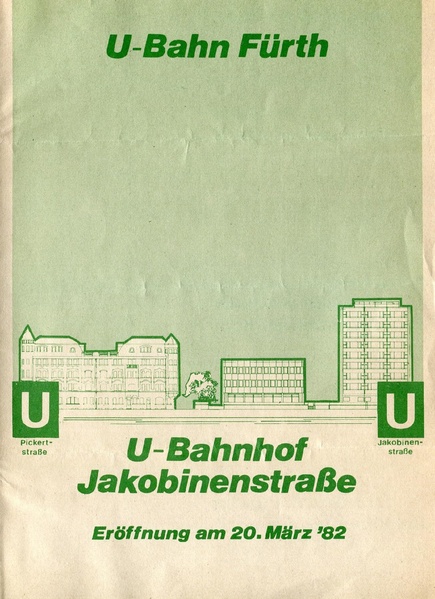 U-Bahn Fürth
U
U
Pickert-
straße
Jakobinen-
straße
U-Bahnhof
Jakobinenstraße
Eröffnung am 20. März '82